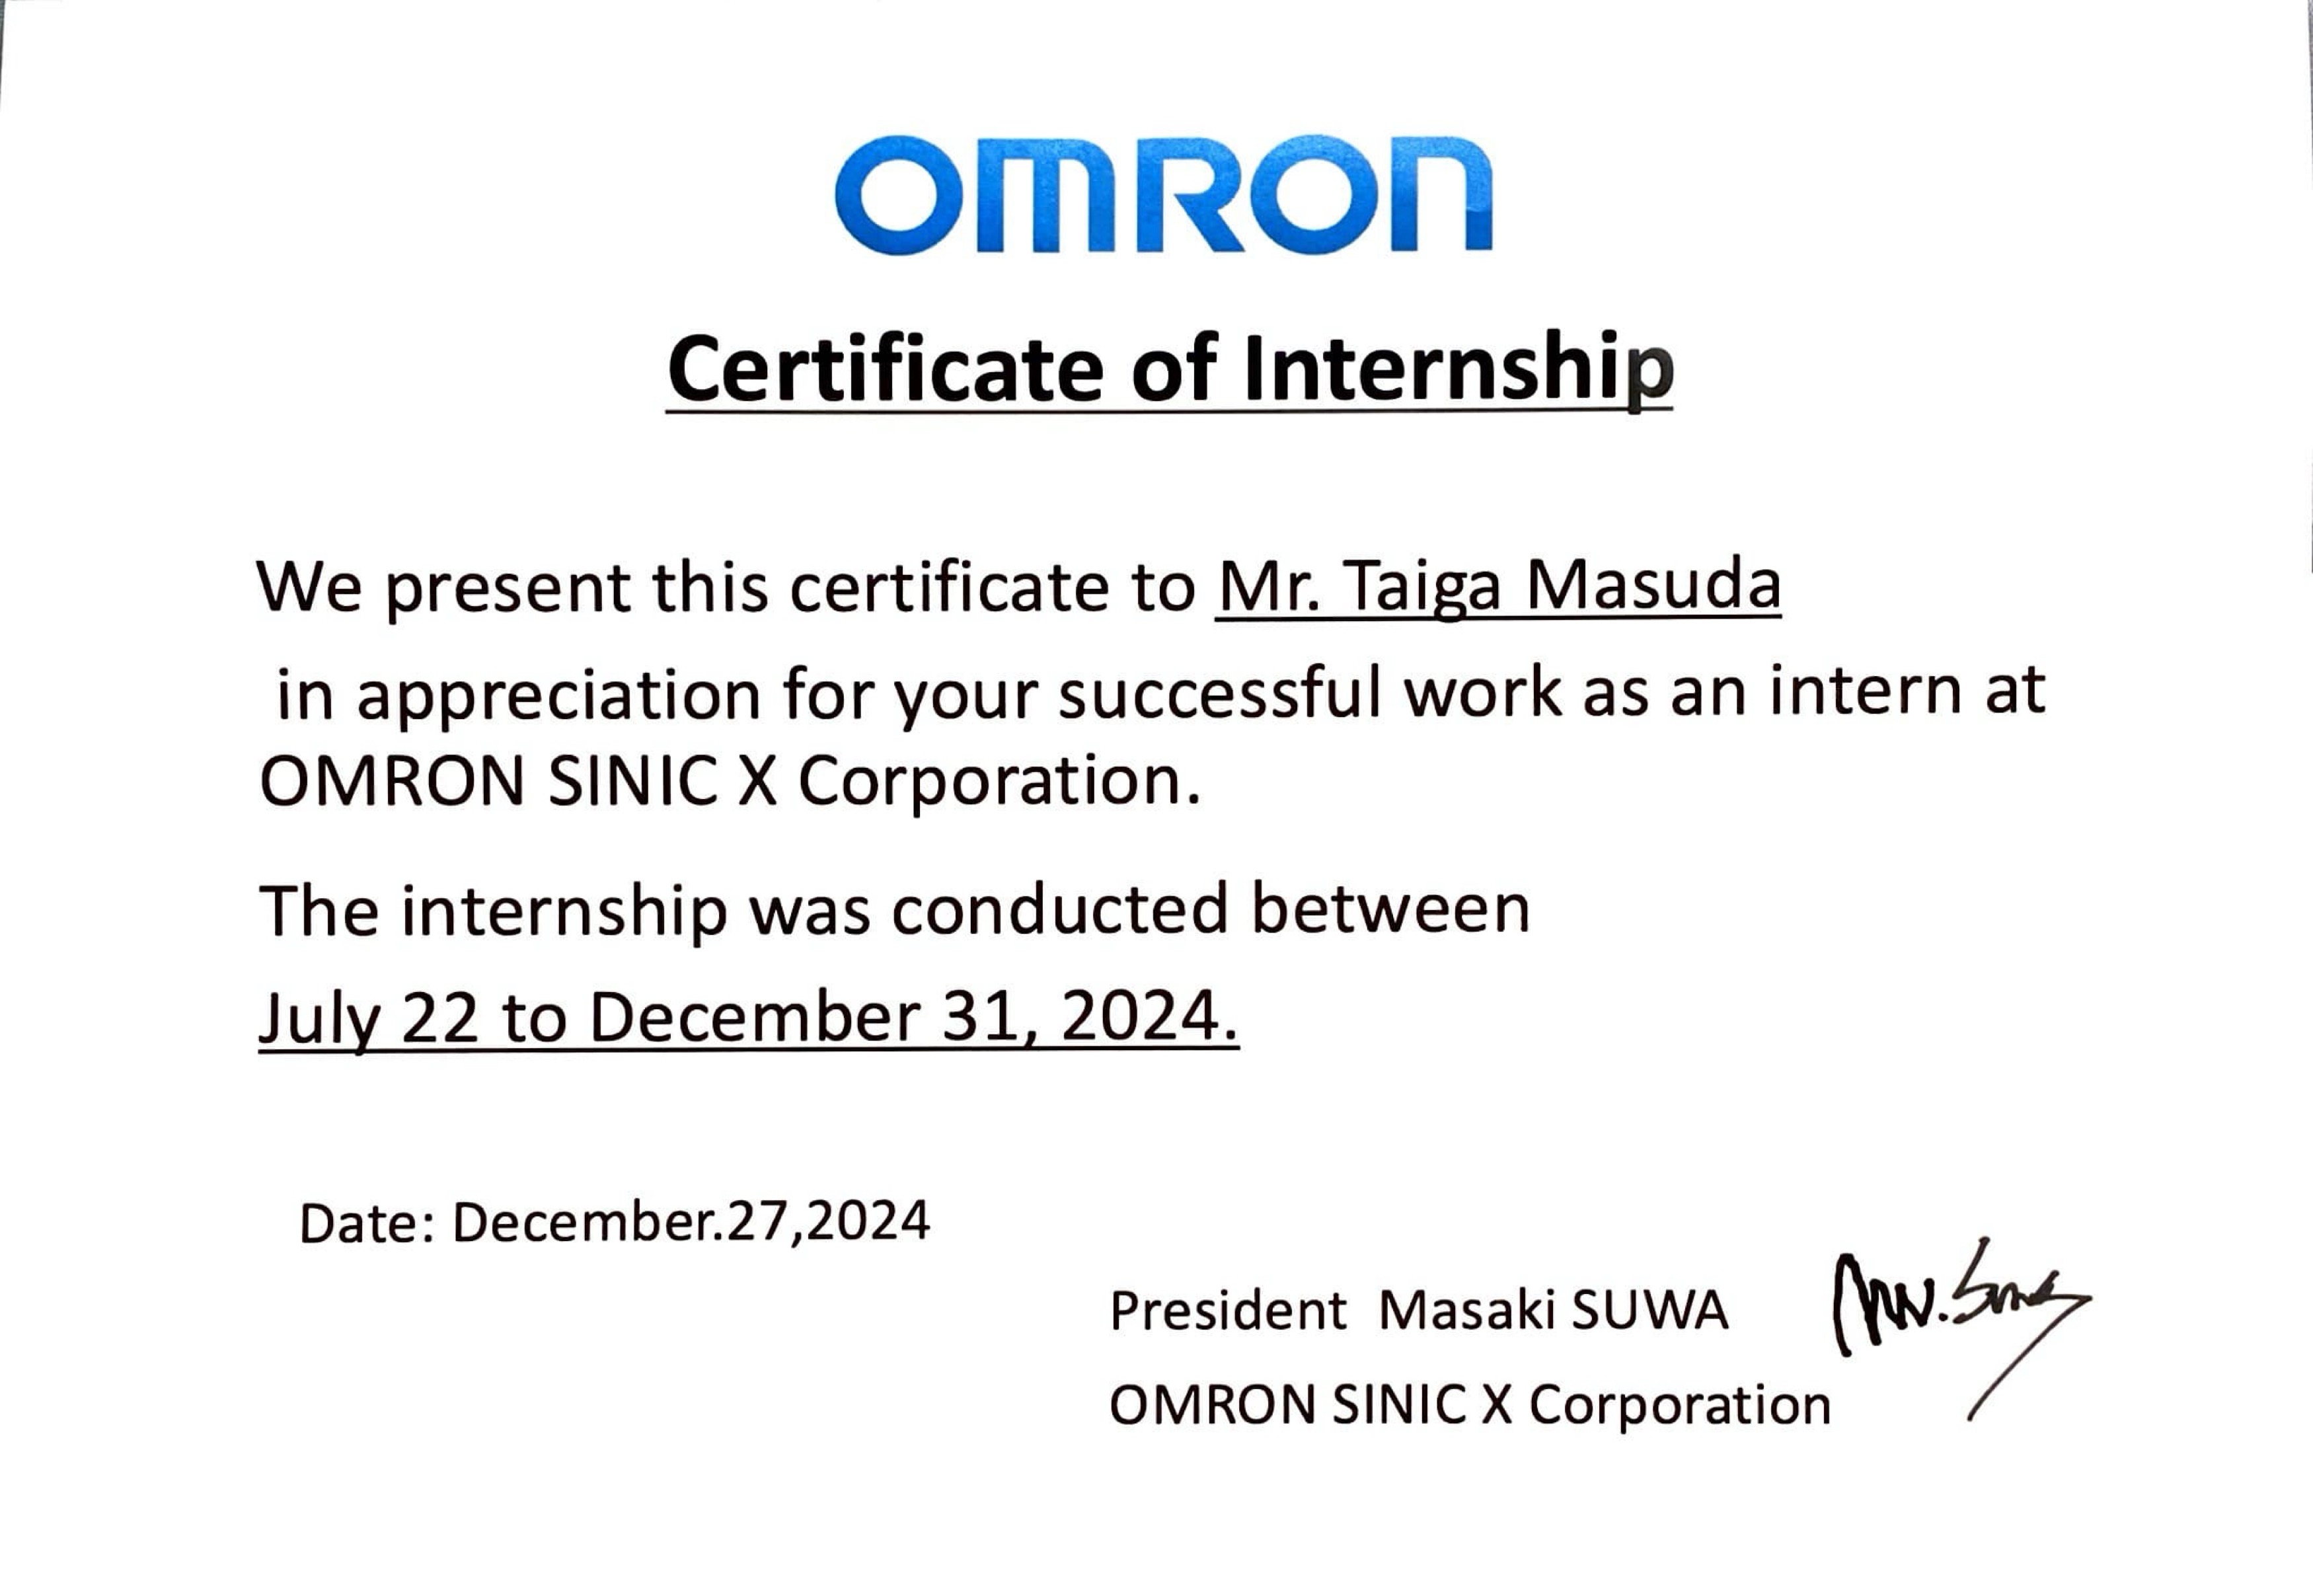 OMRON
Certificate of Internship
We present this certificate to Mr. Taiga Masuda
in appreciation for your successful work as an intern at
OMRON SINIC X Corporation.
The internship was conducted between
July 22 to December 31, 2024.
Date: December.27,2024
President Masaki SUWA
OMRON SINIC X Corporation